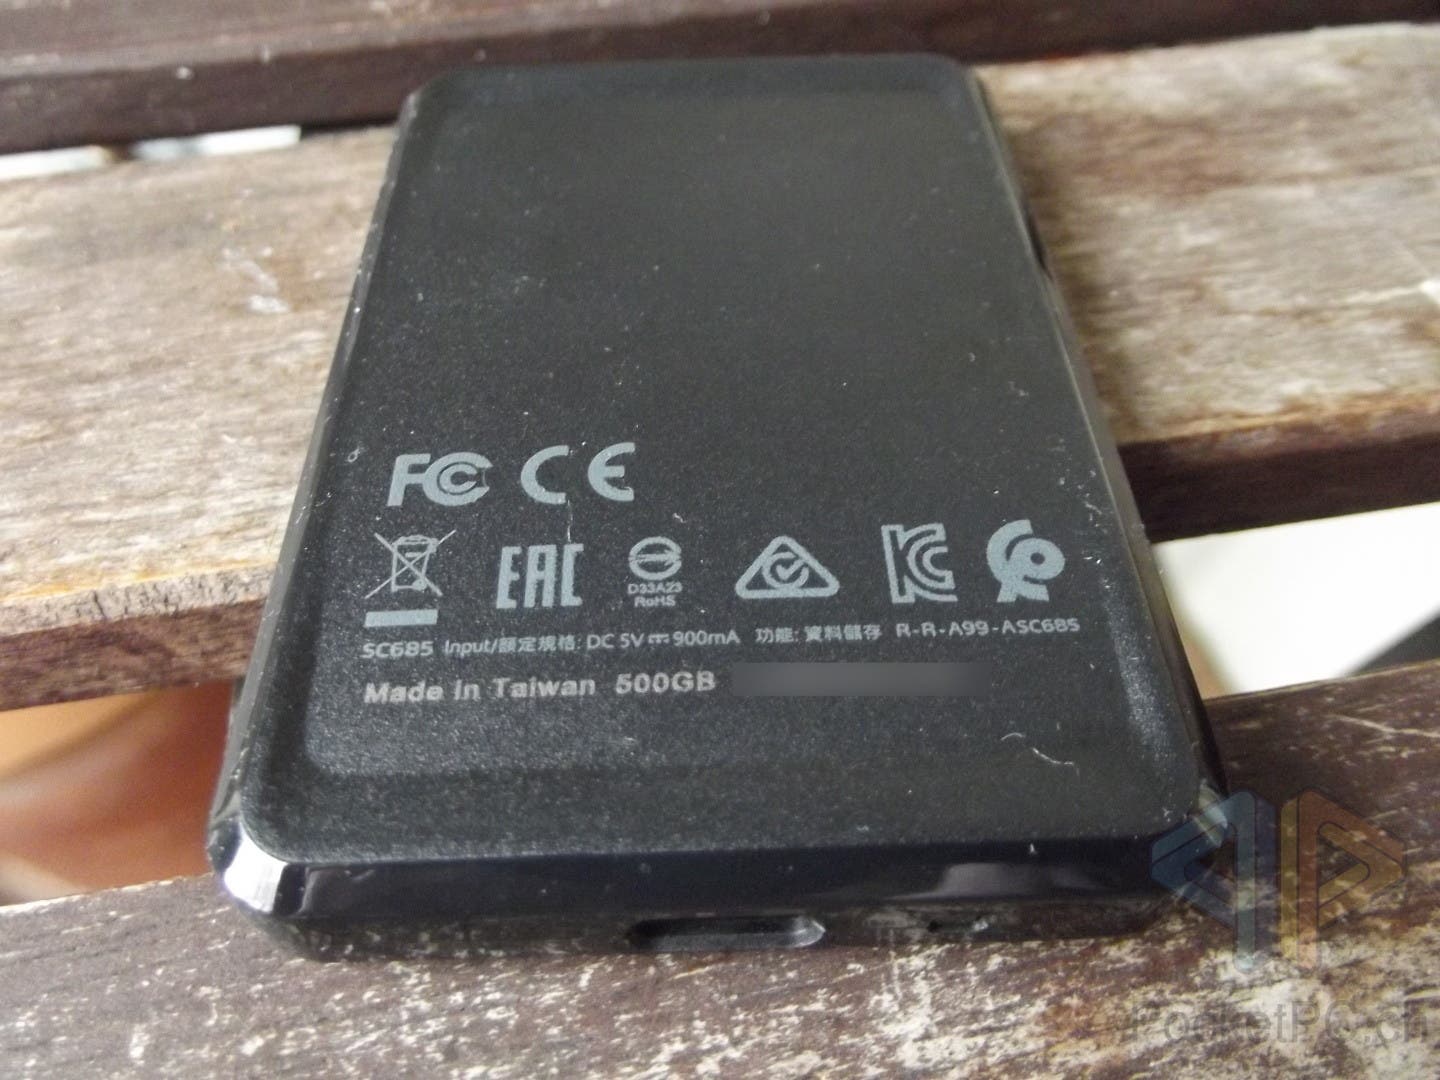 FC CE
EAC
D33A23
RoHS
SC685 Input/額定規格: DC 5V⎓900mA 功能: 資料儲存 R-R-A99-ASC685
Made in Taiwan 500GB
PocketPC.ch